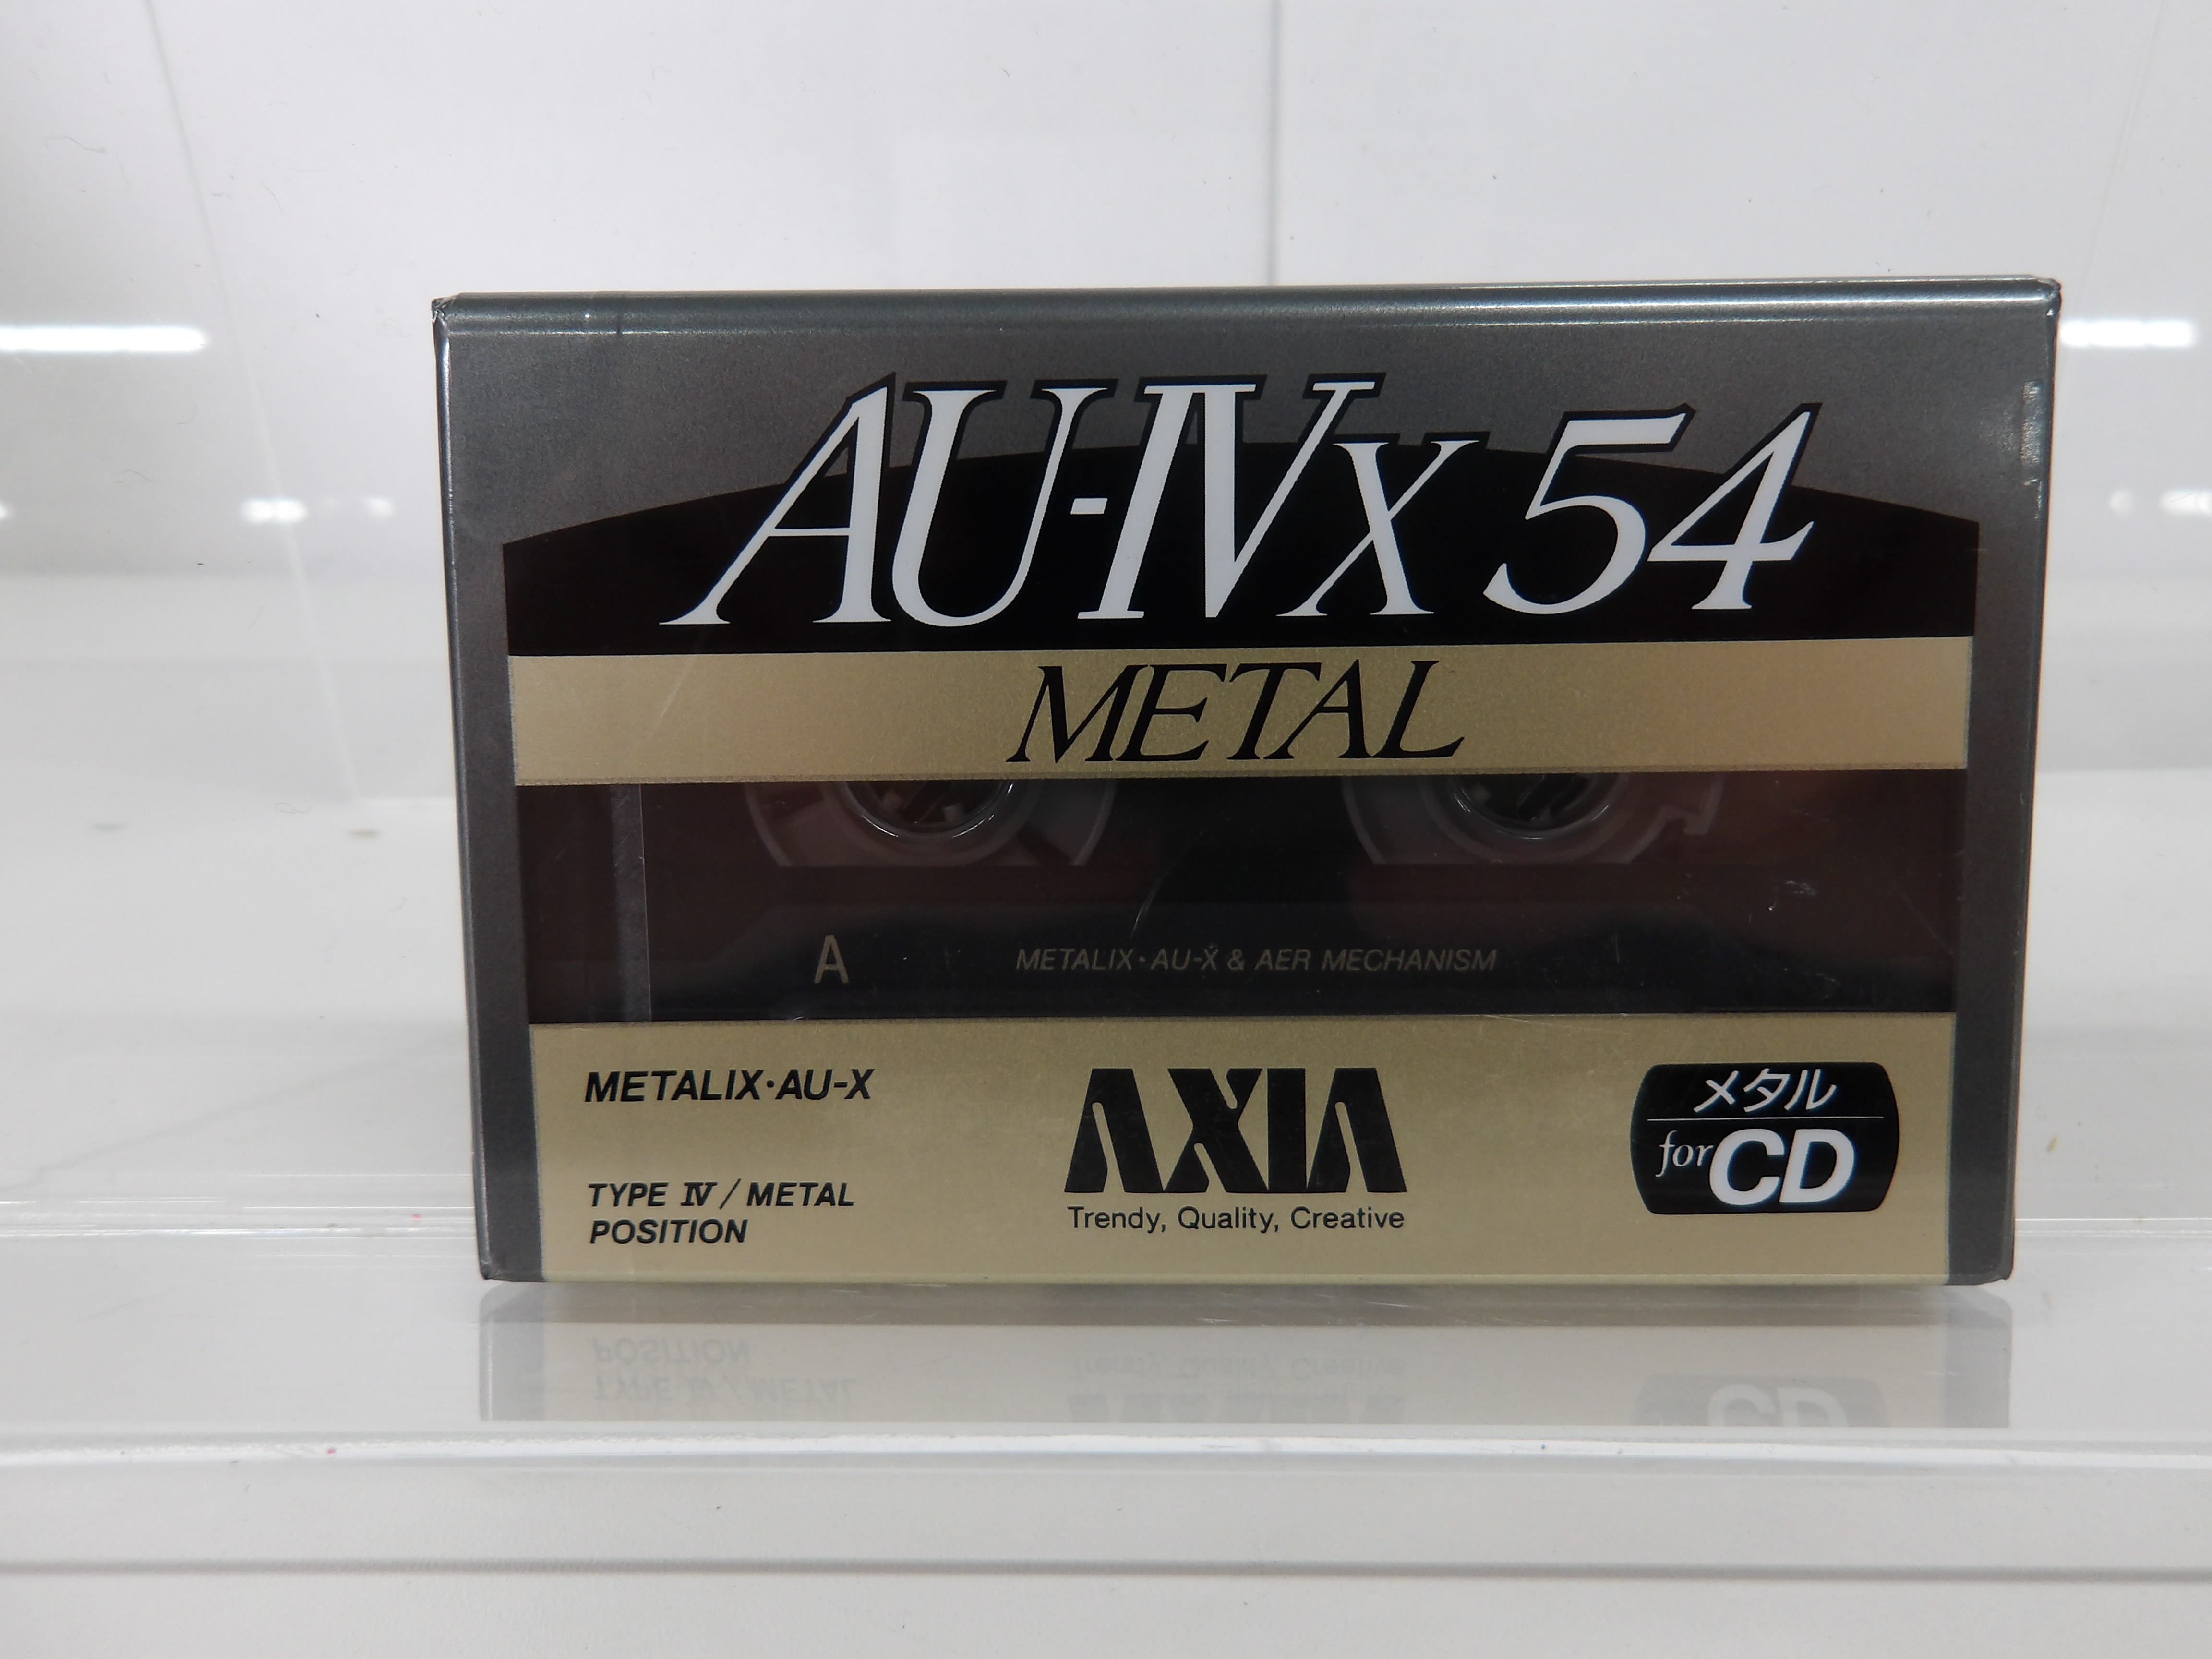 AU-IVx 54
METAL
A METALIX·AU-X & AER MECHANISM
METALIX·AU-X
TYPE IV / METAL
POSITION
AXIA
Trendy, Quality, Creative
メタル
for CD